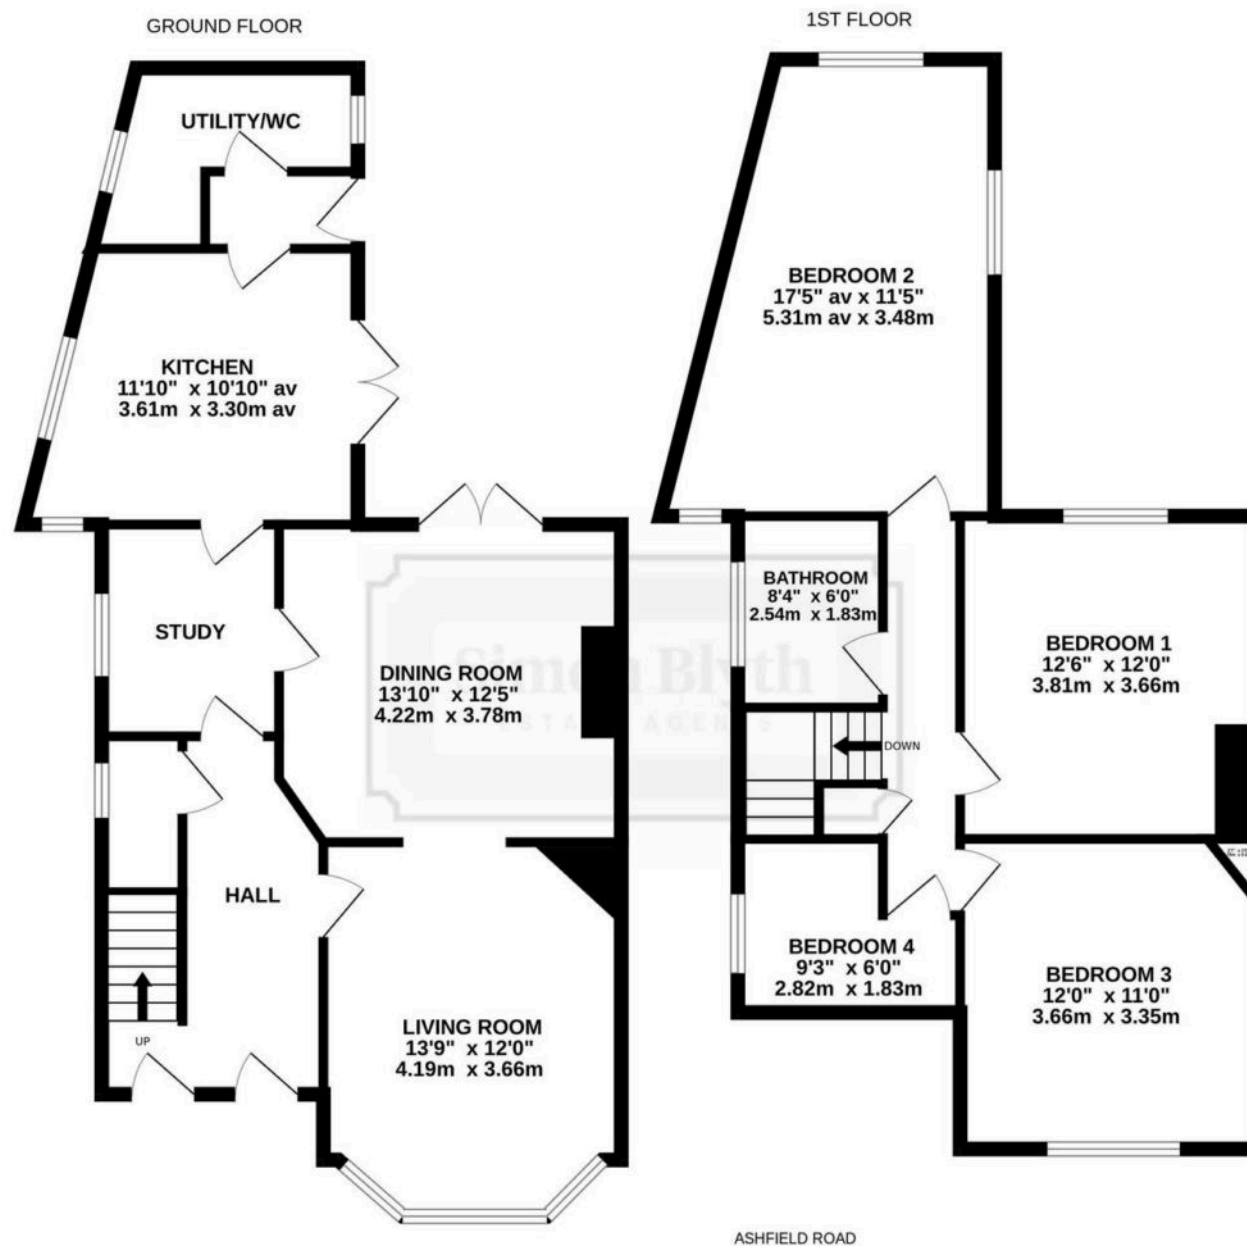 GROUND FLOOR
UTILITY/WC
KITCHEN
11'10" x 10'10" av
3.61m x 3.30m av
STUDY
DINING ROOM
13'10" x 12'5"
4.22m x 3.78m
HALL
UP
LIVING ROOM
13'9" x 12'0"
4.19m x 3.66m
1ST FLOOR
BEDROOM 2
17'5" av x 11'5"
5.31m av x 3.48m
BATHROOM
8'4" x 6'0"
2.54m x 1.83m
BEDROOM 1
12'6" x 12'0"
3.81m x 3.66m
DOWN
BEDROOM 4
9'3" x 6'0"
2.82m x 1.83m
BEDROOM 3
12'0" x 11'0"
3.66m x 3.35m
Simon Blyth
ESTATE AGENTS
ASHFIELD ROAD